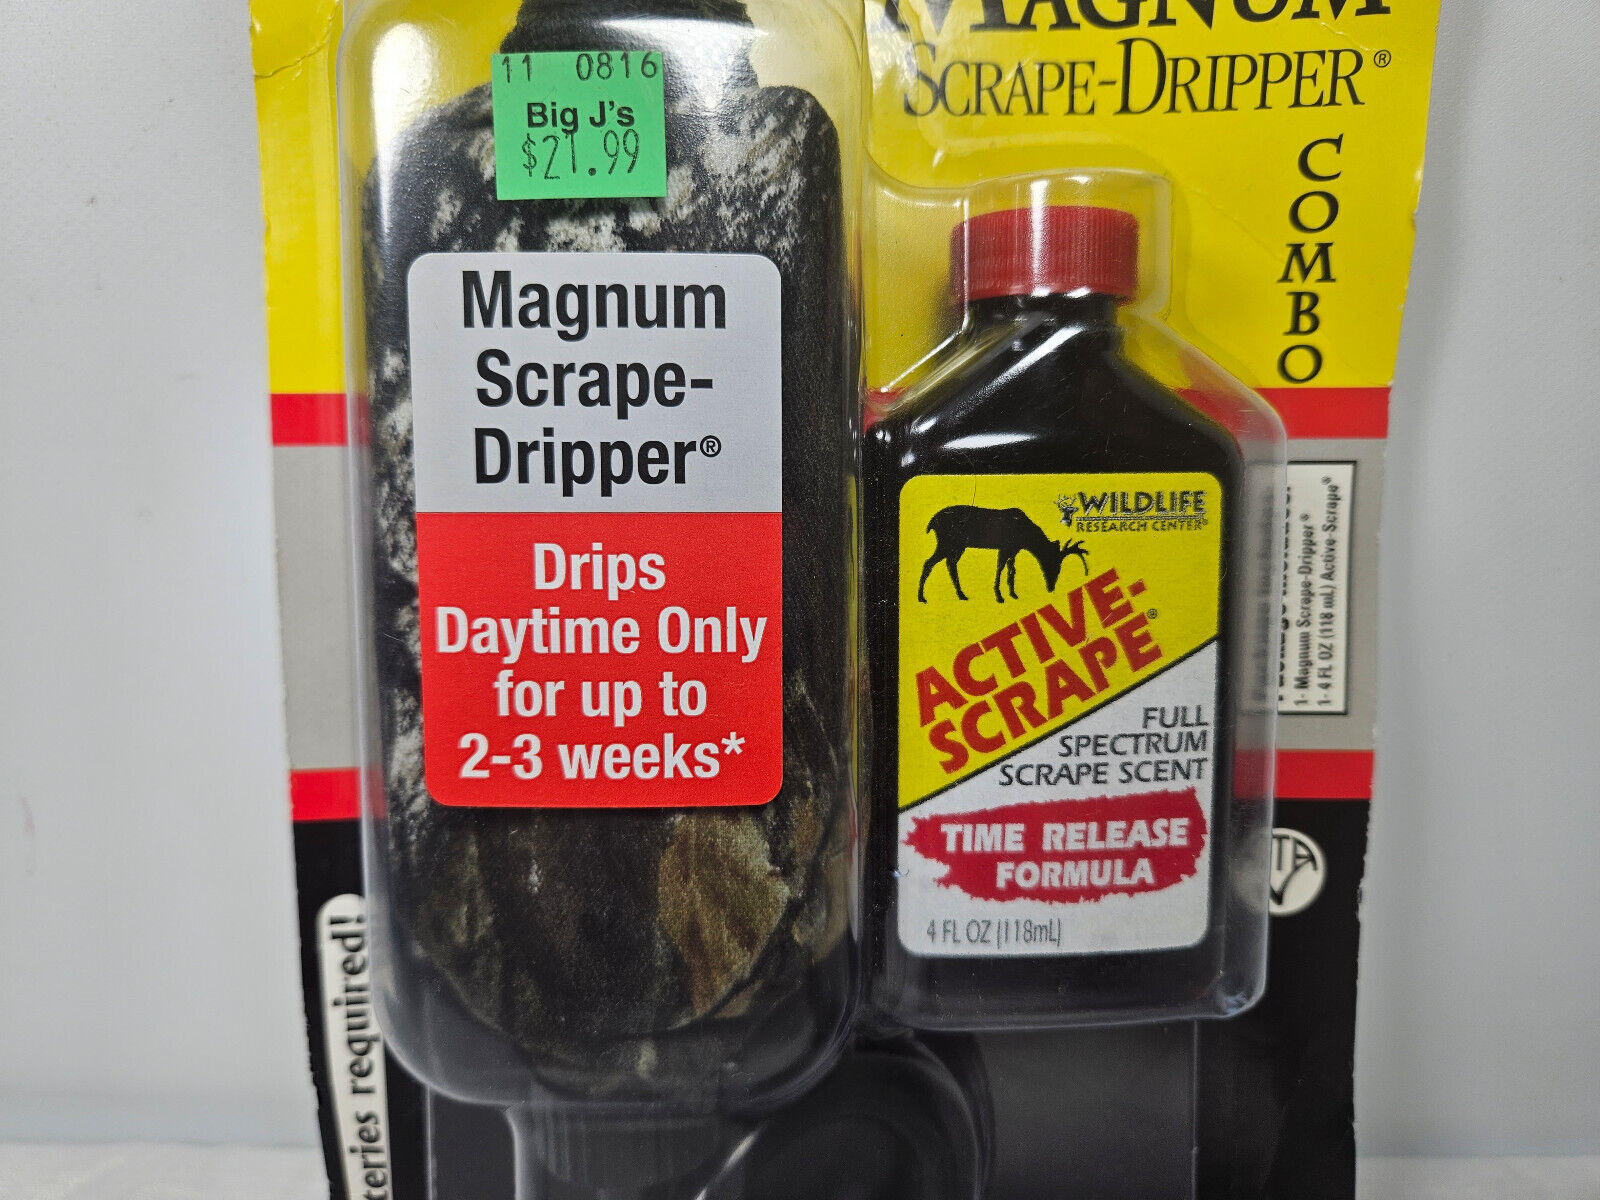 MAGNUM
SCRAPE-DRIPPER®
COMBO
11 0816
Big J's
$21.99
Magnum
Scrape-
Dripper®
Drips
Daytime Only
for up to
2-3 weeks*
WILDLIFE
RESEARCH CENTER®
ACTIVE-
SCRAPE®
FULL
SPECTRUM
SCRAPE SCENT
TIME RELEASE
FORMULA
4 FL OZ (118mL)
1- Magnum Scrape-Dripper®
1- 4 FL OZ (118 mL) Active-Scrape®
teries required!